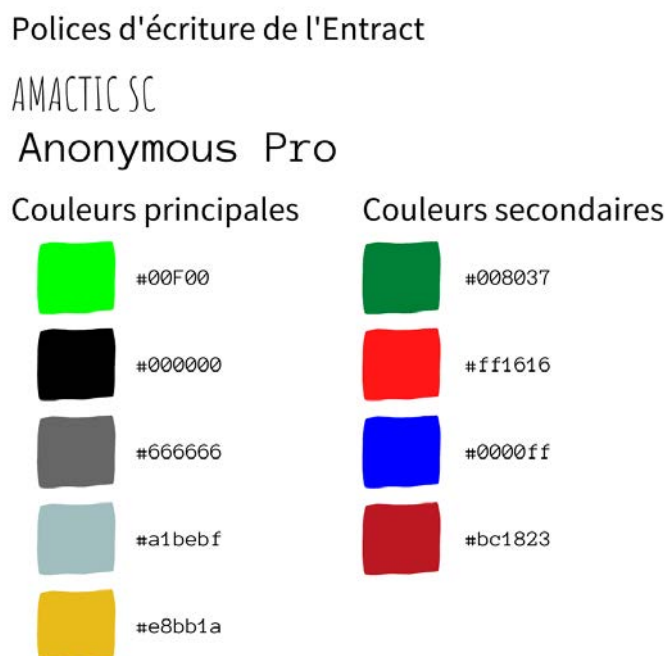 Polices d'écriture de l'Entract
AMACTIC SC
Anonymous Pro
Couleurs principales
#00F00
#000000
#666666
#a1bebf
#e8bb1a
Couleurs secondaires
#008037
#ff1616
#0000ff
#bc1823